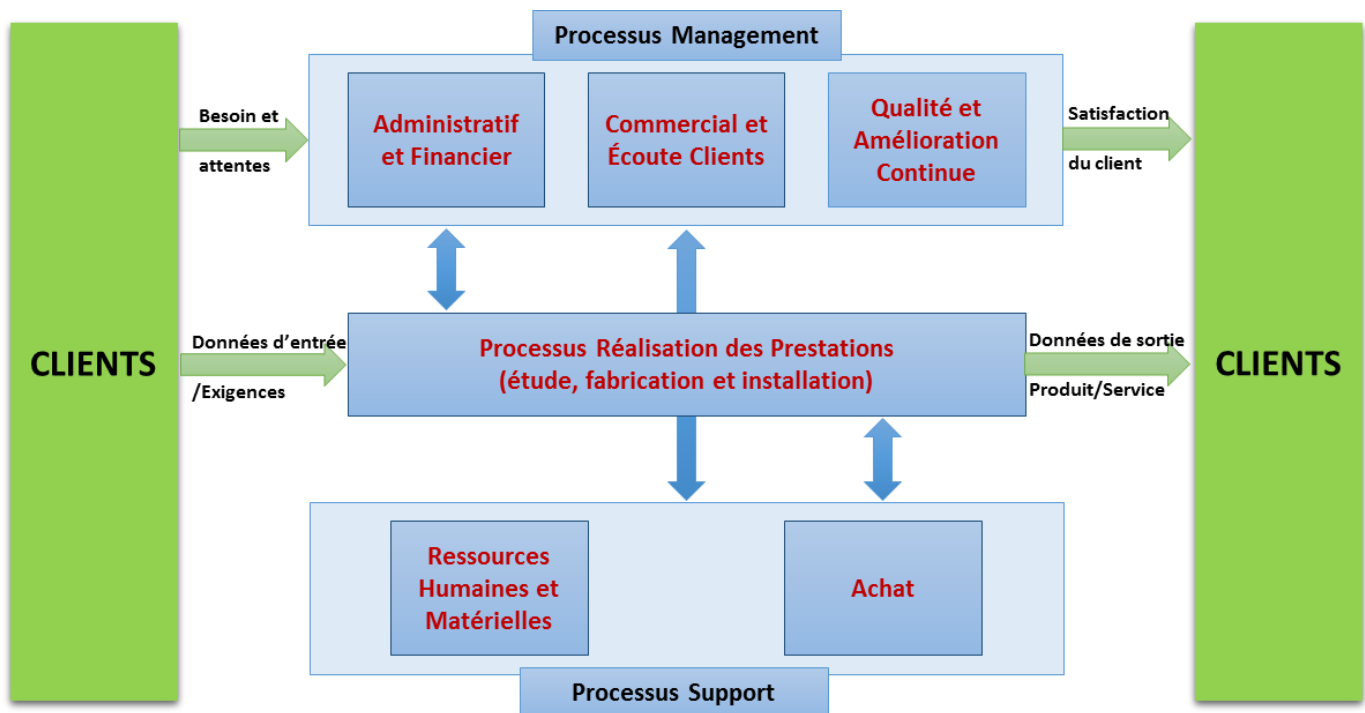 Processus Management
CLIENTS
Besoin et
attentes
Administratif
et Financier
Commercial et
Écoute Clients
Qualité et
Amélioration
Continue
Satisfaction
du client
CLIENTS
Données d’entrée
/Exigences
Processus Réalisation des Prestations
(étude, fabrication et installation)
Données de sortie
Produit/Service
Ressources
Humaines et
Matérielles
Achat
Processus Support